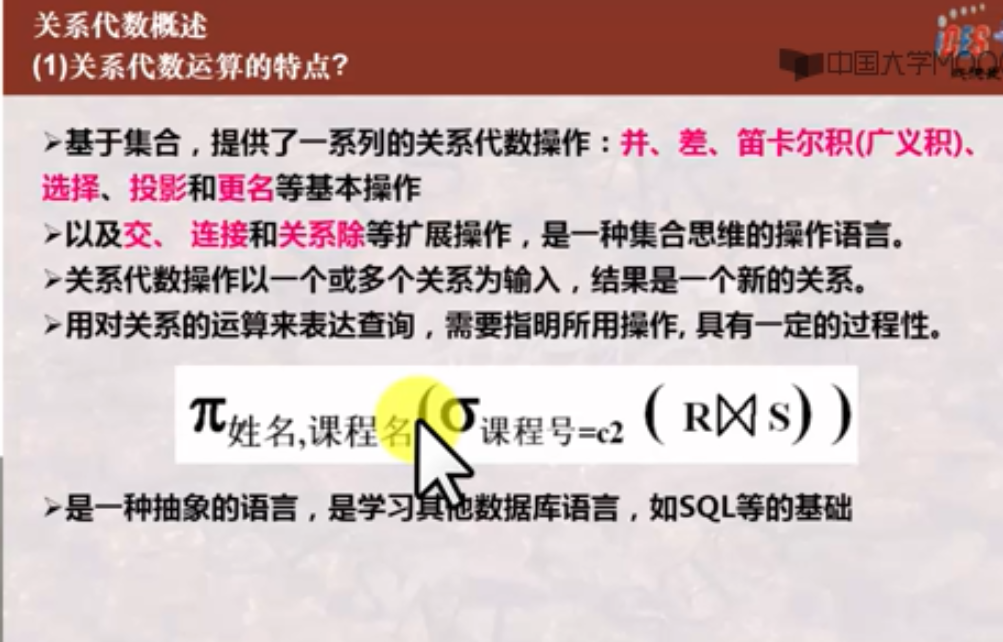 关系代数概述
(1)关系代数运算的特点?
中国大学MOOC
➢基于集合，提供了一系列的关系代数操作：并、差、笛卡尔积(广义积)、
选择、投影和更名等基本操作
➢以及交、 连接和关系除等扩展操作，是一种集合思维的操作语言。
➢关系代数操作以一个或多个关系为输入，结果是一个新的关系。
➢用对关系的运算来表达查询，需要指明所用操作, 具有一定的过程性。
π姓名,课程名(σ课程号=c2 ( R⋈S) )
➢是一种抽象的语言，是学习其他数据库语言，如SQL等的基础